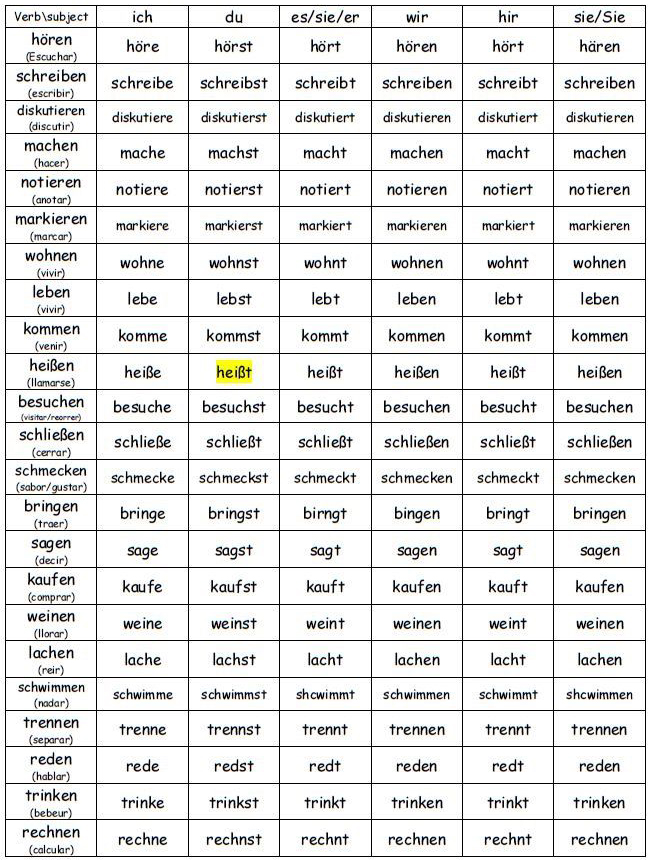 Verb\subject ich du es/sie/er wir hir sie/Sie
hören höre hörst hört hören hört hären
(Escuchar)
schreiben schreibe schreibst schreibt schreiben schreibt schreiben
(escribir)
diskutieren diskutiere diskutierst diskutiert diskutieren diskutiert diskutieren
(discutir)
machen mache machst macht machen macht machen
(hacer)
notieren notiere notierst notiert notieren notiert notieren
(anotar)
markieren markiere markierst markiert markieren markiert markieren
(marcar)
wohnen wohne wohnst wohnt wohnen wohnt wohnen
(vivir)
leben lebe lebst lebt leben lebt leben
(vivir)
kommen komme kommst kommt kommen kommt kommen
(venir)
heißen heiße heißt heißt heißen heißt heißen
(llamarse)
besuchen besuche besuchst besucht besuchen besucht besuchen
(visitar/reorrer)
schließen schließe schließt schließt schließen schließt schließen
(cerrar)
schmecken schmecke schmeckst schmeckt schmecken schmeckt schmecken
(sabor/gustar)
bringen bringe bringst birngt bingen bringt bringen
(traer)
sagen sage sagst sagt sagen sagt sagen
(decir)
kaufen kaufe kaufst kauft kaufen kauft kaufen
(comprar)
weinen weine weinst weint weinen weint weinen
(llorar)
lachen lache lachst lacht lachen lacht lachen
(reir)
schwimmen schwimme schwimmst shcwimmt schwimmen schwimmt shcwimmen
(nadar)
trennen trenne trennst trennt trennen trennt trennen
(separar)
reden rede redst redt reden redt reden
(hablar)
trinken trinke trinkst trinkt trinken trinkt trinken
(bebeur)
rechnen rechne rechnst rechnt rechnen rechnt rechnen
(calcular)